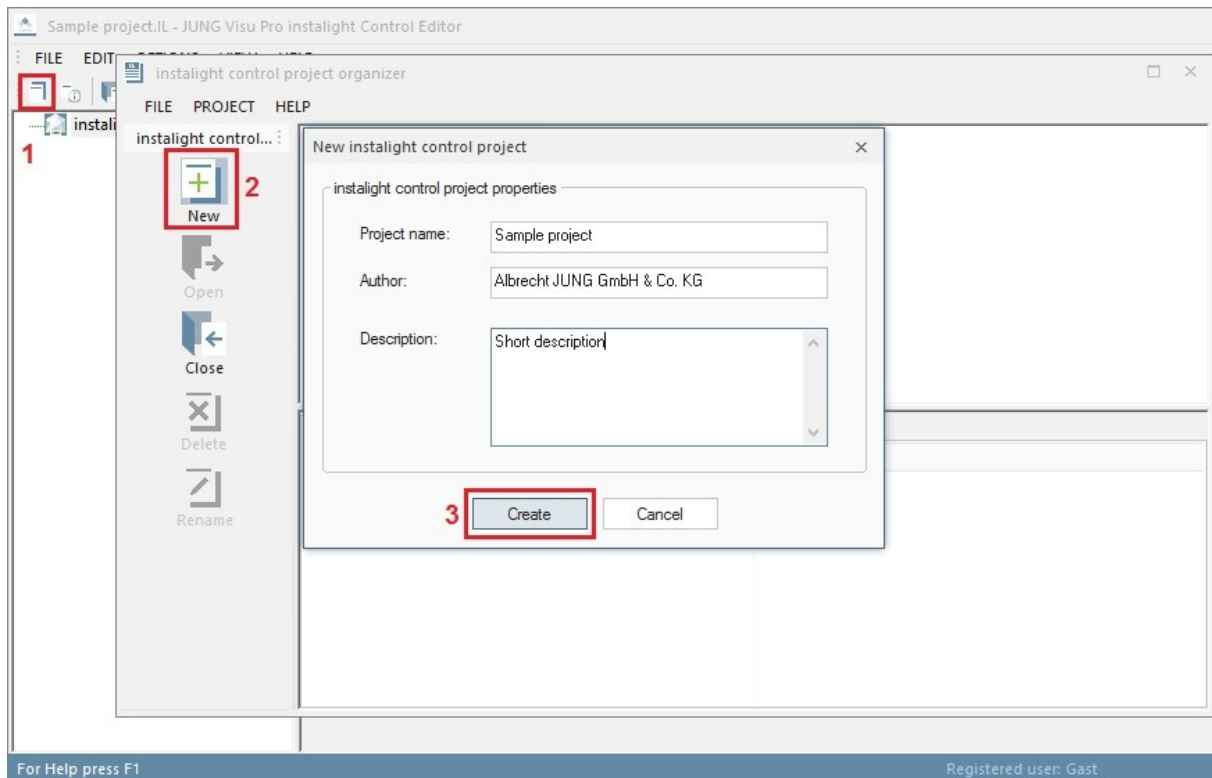 Sample project.IL - JUNG Visu Pro instalight Control Editor
FILE EDIT
instalight control project organizer
FILE PROJECT HELP
instali
1
instalight control...
New
2
Open
Close
Delete
Rename
New instalight control project
instalight control project properties
Project name: Sample project
Author: Albrecht JUNG GmbH & Co. KG
Description: Short description
3
Create
Cancel
For Help press F1
Registered user: Gast